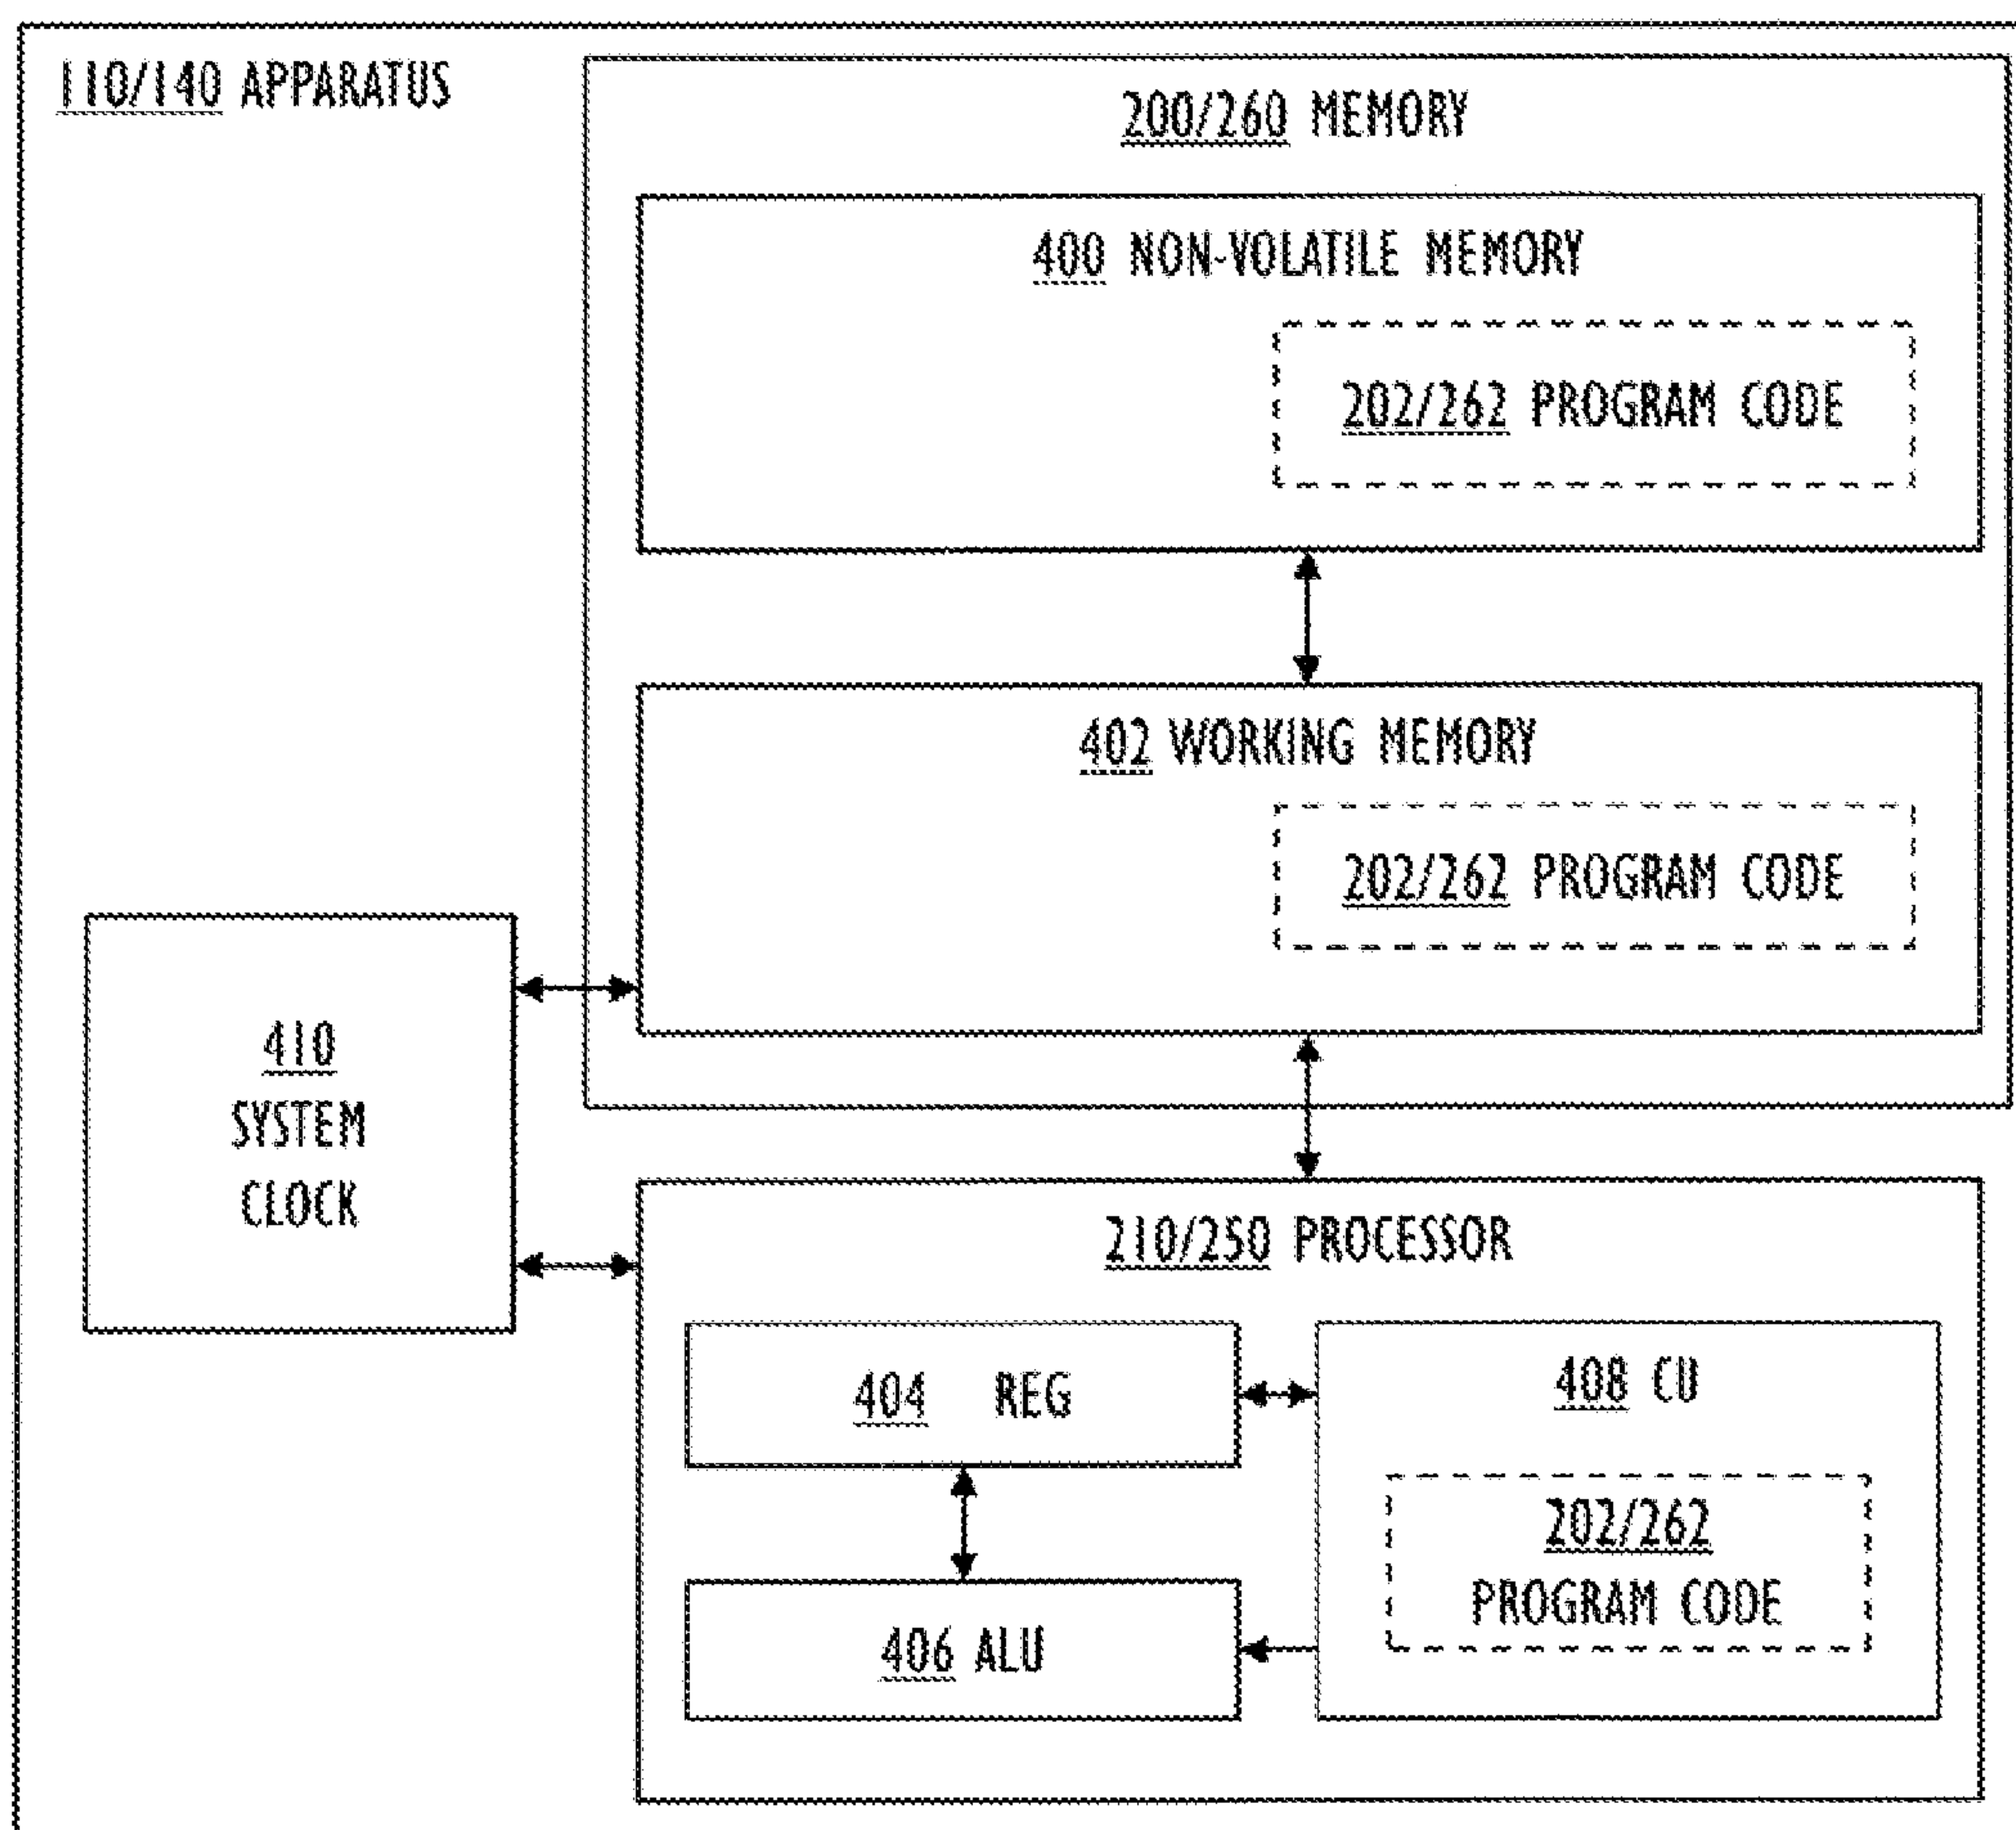 110/140 APPARATUS
200/260 MEMORY
400 NON-VOLATILE MEMORY
202/262 PROGRAM CODE
402 WORKING MEMORY
202/262 PROGRAM CODE
410
SYSTEM
CLOCK
210/250 PROCESSOR
404 REG
408 CU
202/262
PROGRAM CODE
406 ALU